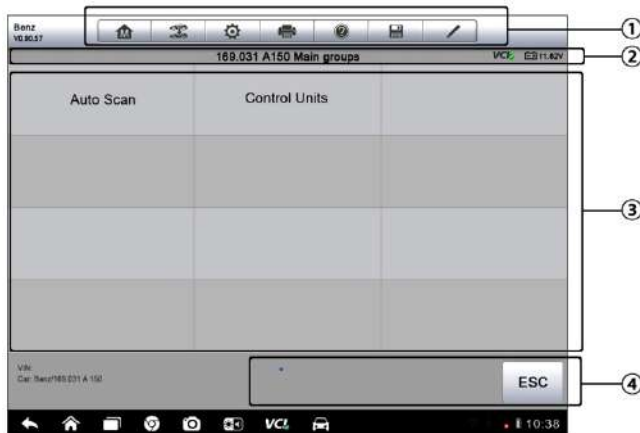 Benz
V0.90.57
169.031 A150 Main groups
VCI
11.62V
Auto Scan
Control Units
VIN:
Car: Benz/169.031 A 150
ESC
VCI
10:38
①
②
③
④